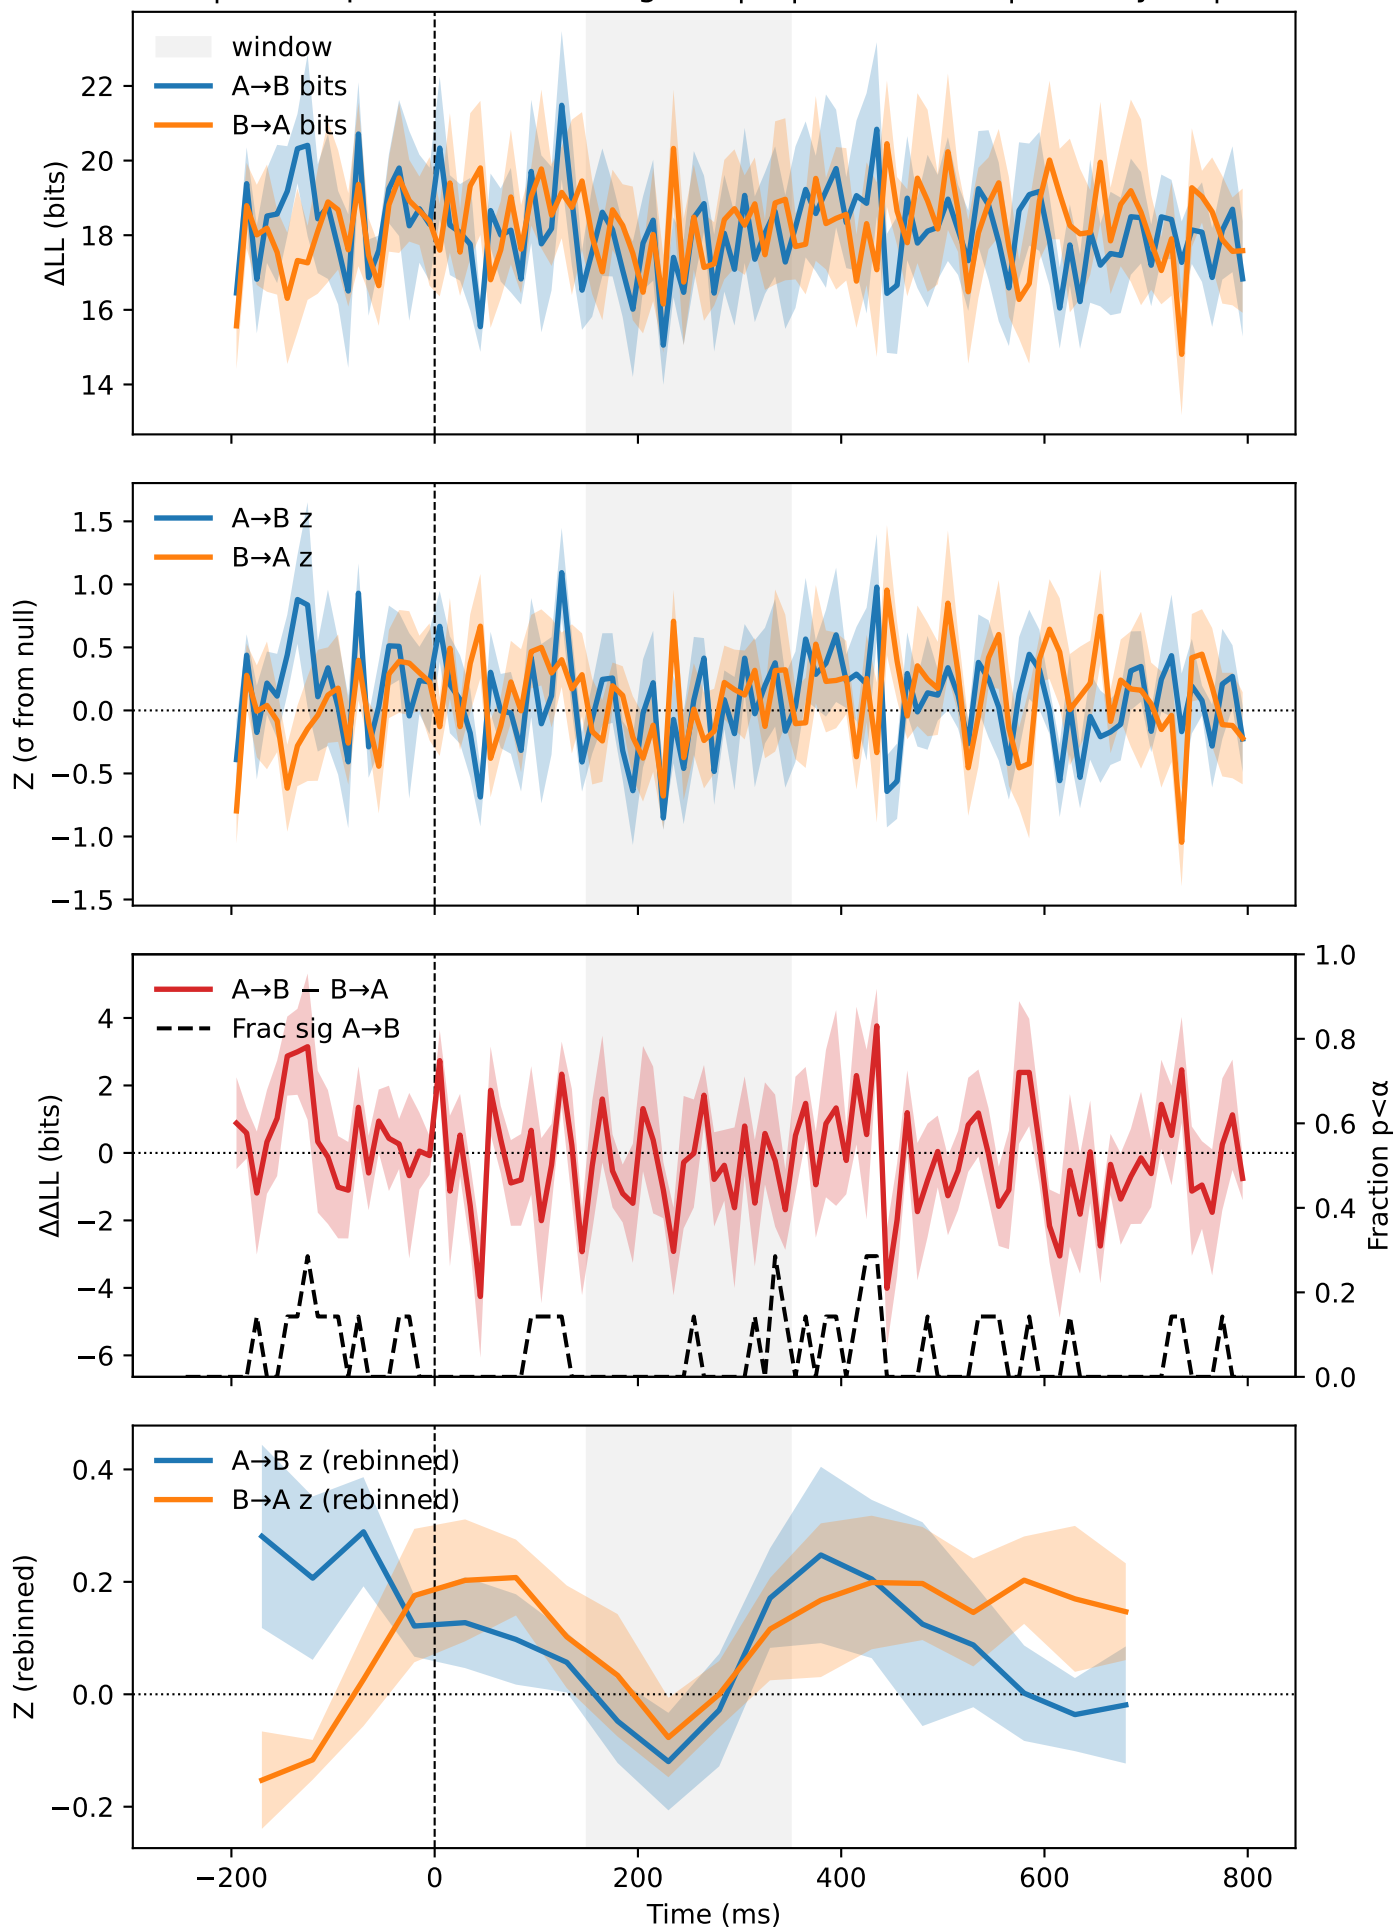 window
A→B bits
B→A bits
ΔLL (bits)
22
20
18
16
14
A→B z
B→A z
Z (σ from null)
1.5
1.0
0.5
0.0
−0.5
−1.0
−1.5
A→B − B→A
Frac sig A→B
ΔΔLL (bits)
4
2
0
−2
−4
−6
1.0
0.8
0.6
0.4
0.2
0.0
Fraction p<α
A→B z (rebinned)
B→A z (rebinned)
Z (rebinned)
0.4
0.2
0.0
−0.2
−200
0
200
400
600
800
Time (ms)